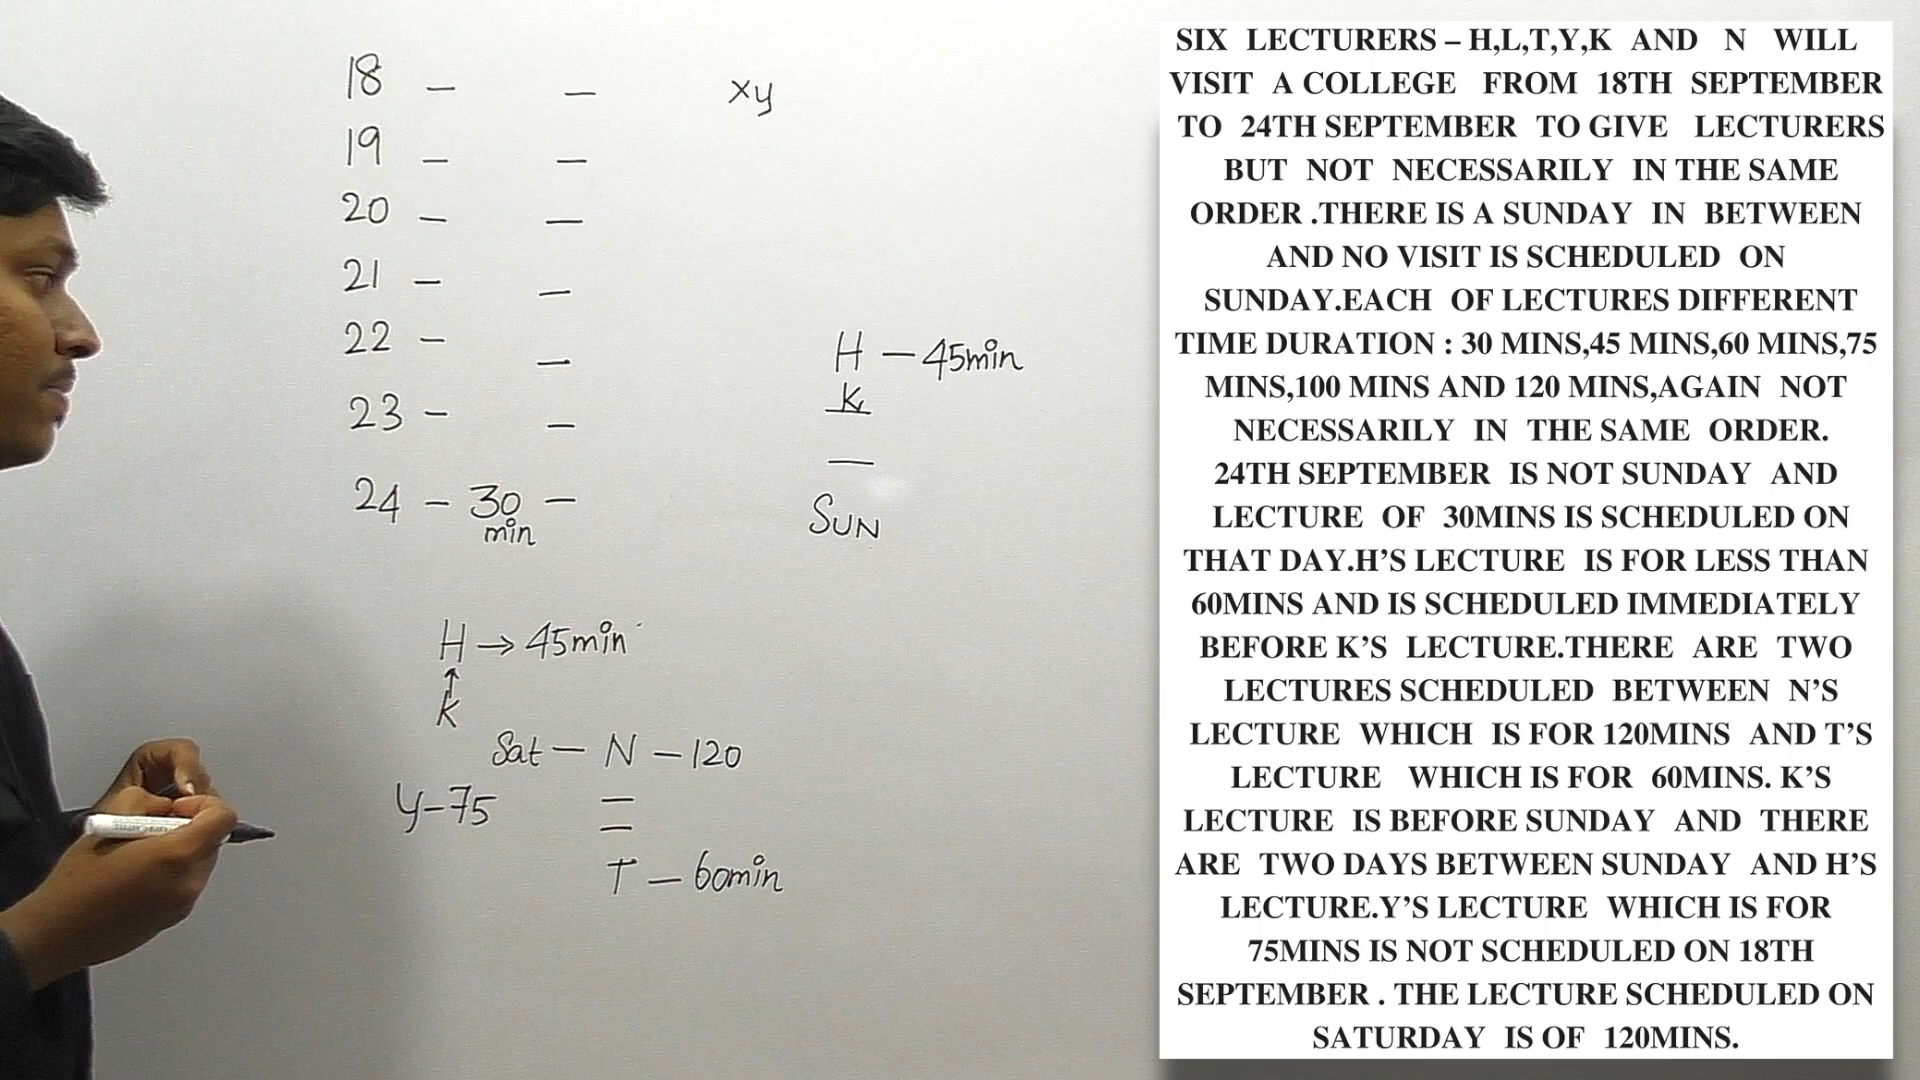 18 – –
19 – –
20 – –
21 – –
22 – –
23 – –
24 – 30 –
min
xy
H – 45min
K
—
SUN
H → 45min
↑
K
Sat – N – 120
Y–75 —
—
T – 60min
SIX LECTURERS – H,L,T,Y,K AND N WILL
VISIT A COLLEGE FROM 18TH SEPTEMBER
TO 24TH SEPTEMBER TO GIVE LECTURERS
BUT NOT NECESSARILY IN THE SAME
ORDER .THERE IS A SUNDAY IN BETWEEN
AND NO VISIT IS SCHEDULED ON
SUNDAY.EACH OF LECTURES DIFFERENT
TIME DURATION : 30 MINS,45 MINS,60 MINS,75
MINS,100 MINS AND 120 MINS,AGAIN NOT
NECESSARILY IN THE SAME ORDER.
24TH SEPTEMBER IS NOT SUNDAY AND
LECTURE OF 30MINS IS SCHEDULED ON
THAT DAY.H’S LECTURE IS FOR LESS THAN
60MINS AND IS SCHEDULED IMMEDIATELY
BEFORE K’S LECTURE.THERE ARE TWO
LECTURES SCHEDULED BETWEEN N’S
LECTURE WHICH IS FOR 120MINS AND T’S
LECTURE WHICH IS FOR 60MINS. K’S
LECTURE IS BEFORE SUNDAY AND THERE
ARE TWO DAYS BETWEEN SUNDAY AND H’S
LECTURE.Y’S LECTURE WHICH IS FOR
75MINS IS NOT SCHEDULED ON 18TH
SEPTEMBER . THE LECTURE SCHEDULED ON
SATURDAY IS OF 120MINS.